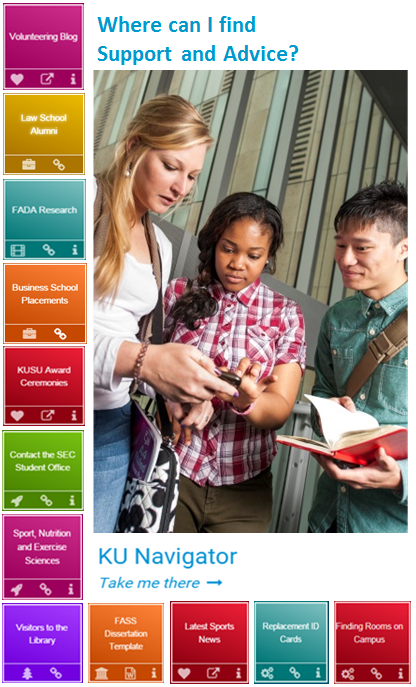 Where can I find
Support and Advice?
Volunteering Blog
Law School
Alumni
FADA Research
Business School
Placements
KUSU Award
Ceremonies
Contact the SEC
Student Office
Sport, Nutrition
and Exercise
Sciences
KU Navigator
Take me there →
Visitors to the
Library
FASS
Dissertation
Template
Latest Sports
News
Replacement ID
Cards
Finding Rooms on
Campus